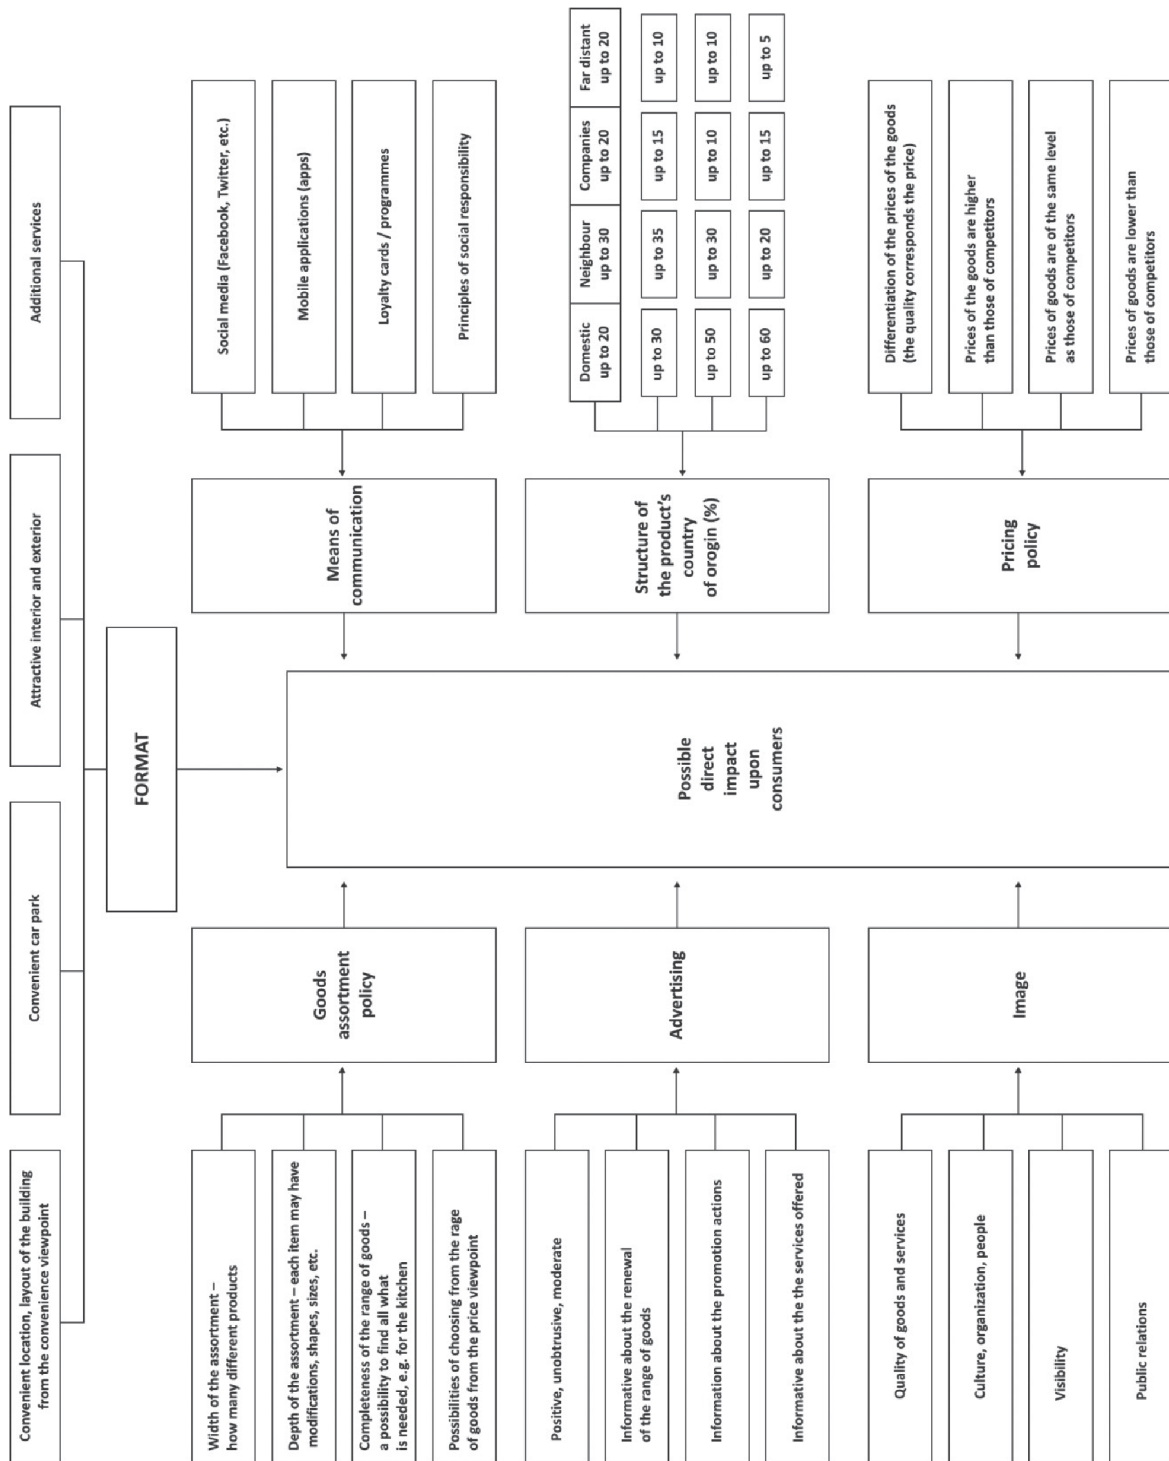 Convenient location, layout of the building
from the convenience viewpoint
Convenient car park
Attractive interior and exterior
Additional services
FORMAT
Width of the assortment –
how many different products
Depth of the assortment – each item may have
modifications, shapes, sizes, etc.
Completeness of the range of goods –
a possibility to find all what
is needed, e.g. for the kitchen
Possibilities of choosing from the rage
of goods from the price viewpoint
Goods
assortment
policy
Means of
communication
Social media (Facebook, Twitter, etc.)
Mobile applications (apps)
Loyalty cards / programmes
Principles of social responsibility
Positive, unobtrusive, moderate
Informative about the renewal
of the range of goods
Information about the promotion actions
Informative about the the services offered
Advertising
Possible
direct
impact
upon
consumers
Structure of
the product's
country
of orogin (%)
Domestic
up to 20
Neighbour
up to 30
Companies
up to 20
Far distant
up to 20
up to 30
up to 35
up to 15
up to 10
up to 50
up to 30
up to 10
up to 10
up to 60
up to 20
up to 15
up to 5
Quality of goods and services
Culture, organization, people
Visibility
Public relations
Image
Pricing
policy
Differentiation of the prices of the goods
(the quality corresponds the price)
Prices of the goods are higher
than those of competitors
Prices of goods are of the same level
as those of competitors
Prices of goods are lower than
those of competitors